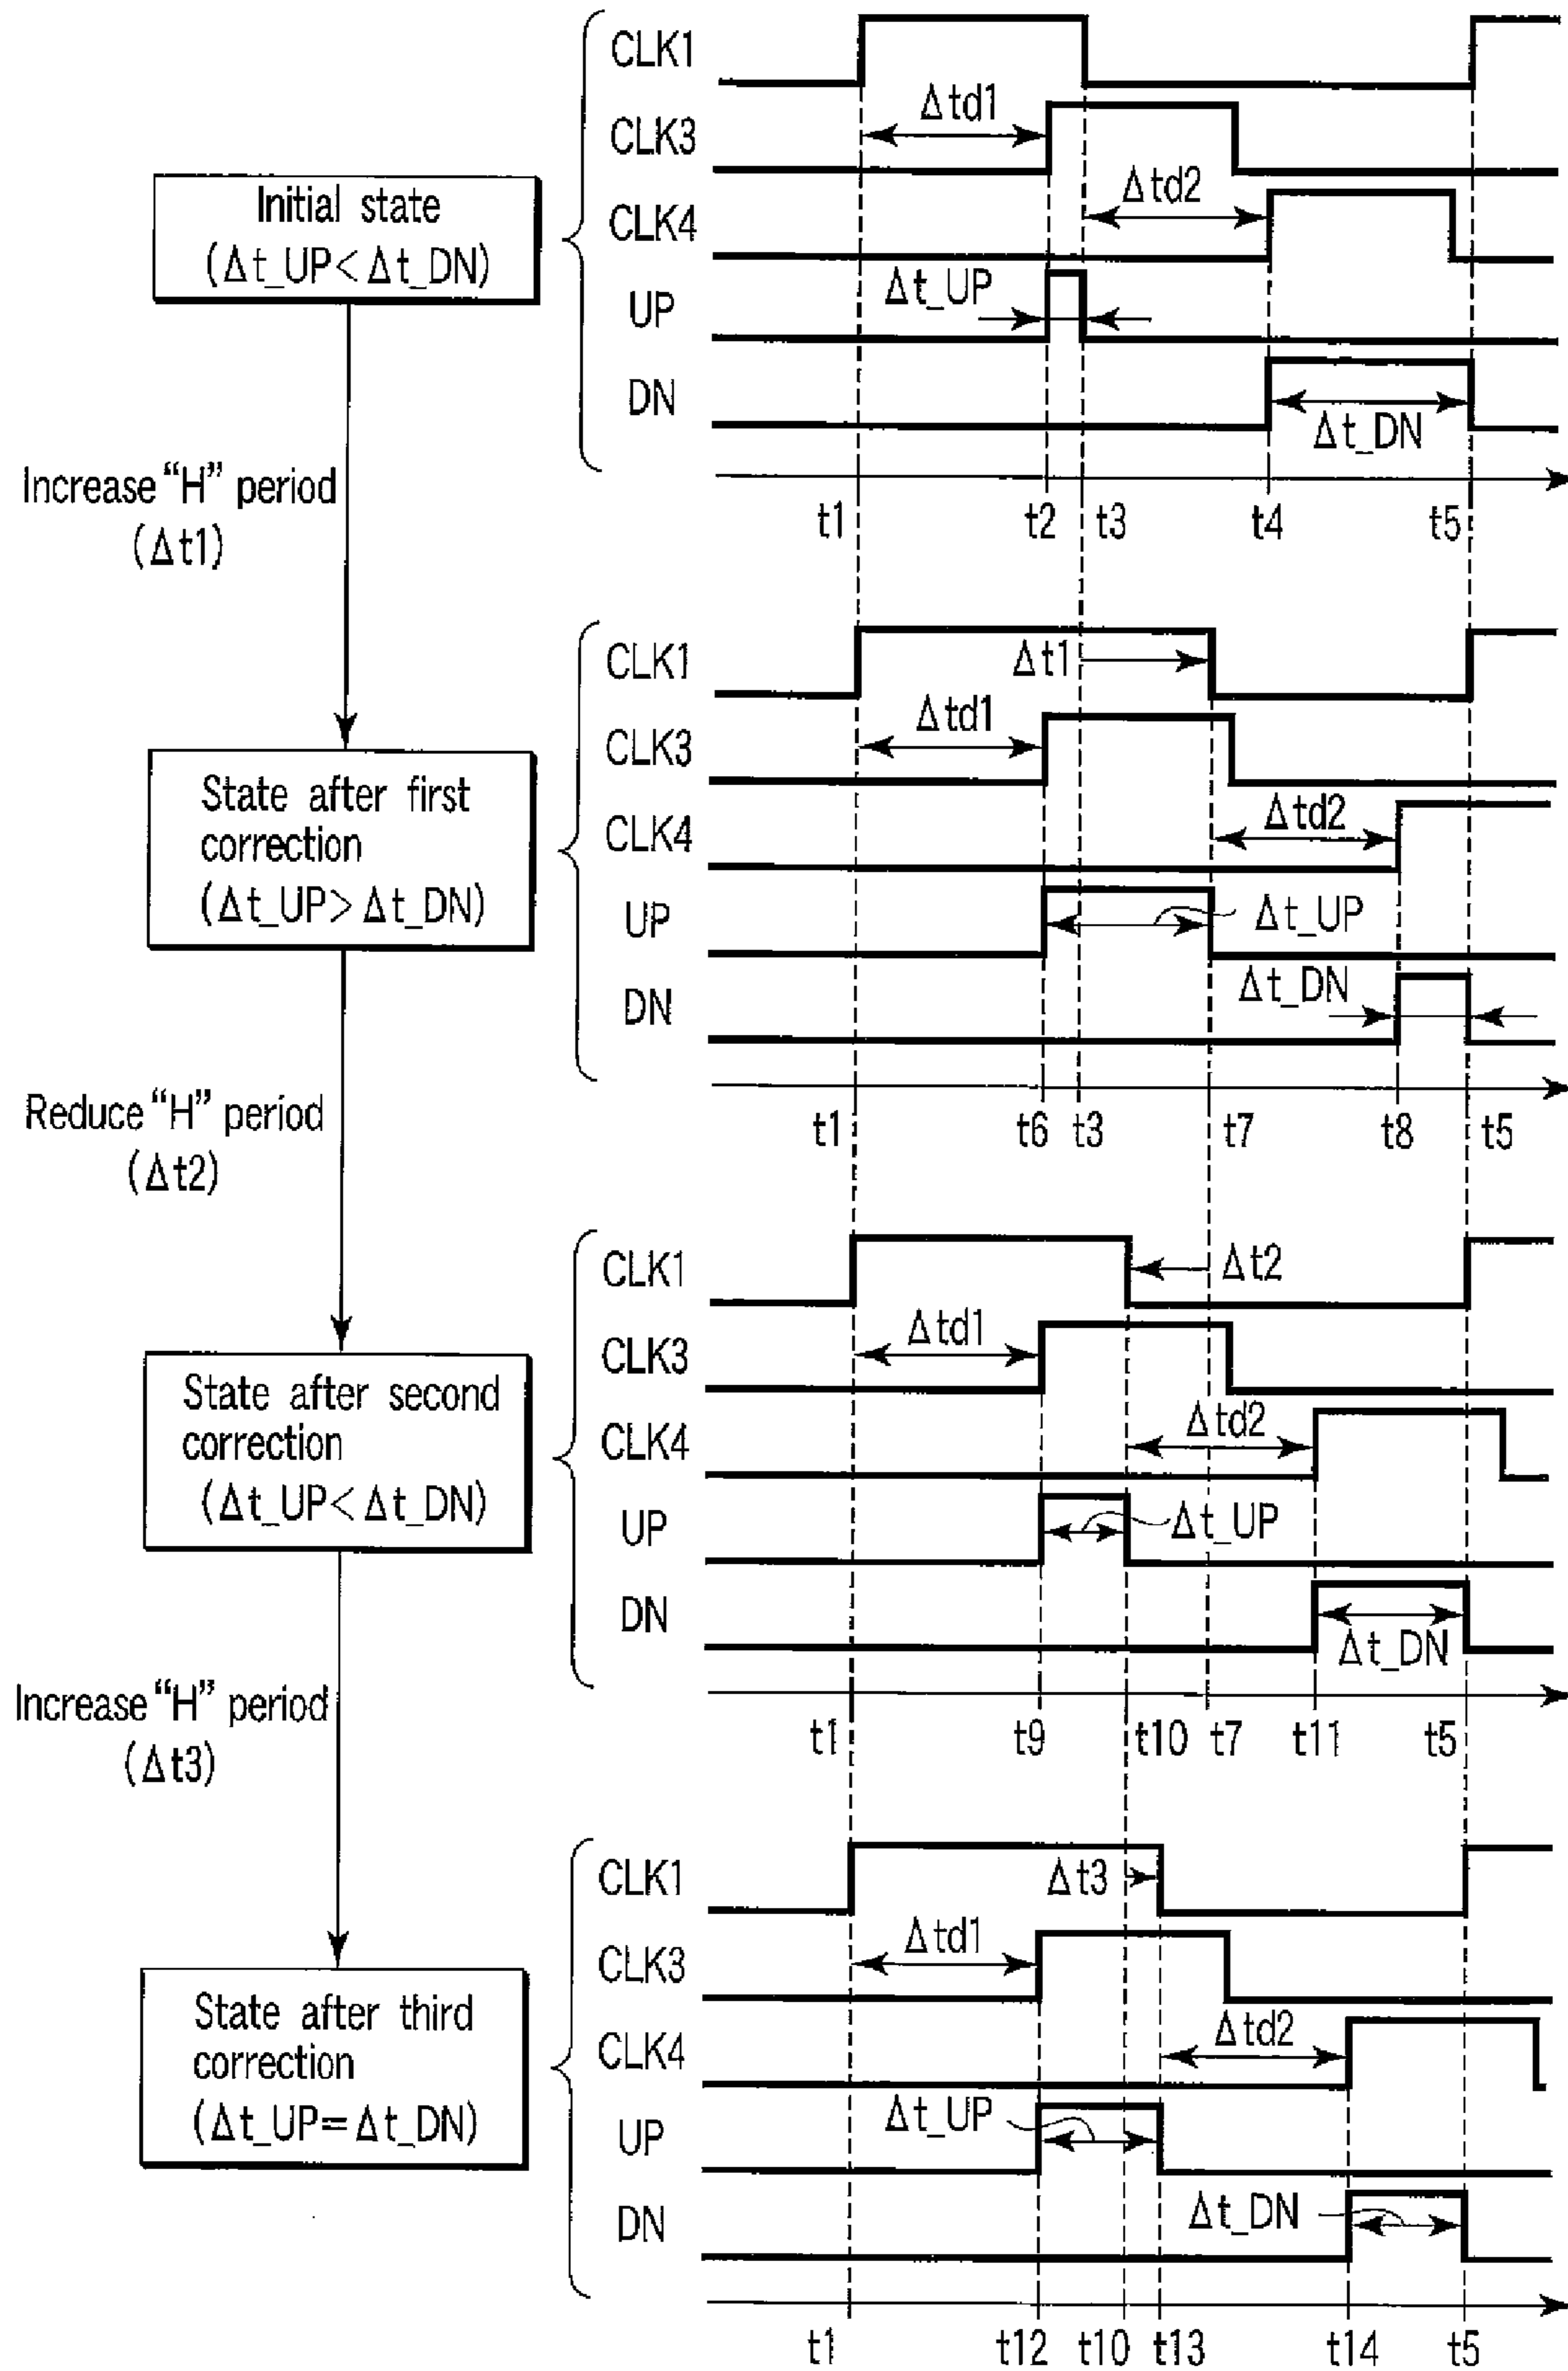 CLK1
Δtd1
CLK3
Initial state
(Δt_UP<Δt_DN)
Δtd2
CLK4
Δt_UP
UP
DN
Δt_DN
t1 t2 t3 t4 t5
Increase "H" period
(Δt1)
CLK1
Δt1
Δtd1
CLK3
State after first
correction
(Δt_UP>Δt_DN)
Δtd2
CLK4
UP
Δt_UP
Δt_DN
DN
t1 t6 t3 t7 t8 t5
Reduce "H" period
(Δt2)
CLK1
Δt2
Δtd1
CLK3
State after second
correction
(Δt_UP<Δt_DN)
Δtd2
CLK4
UP
Δt_UP
DN
Δt_DN
t1 t9 t10 t7 t11 t5
Increase "H" period
(Δt3)
CLK1
Δt3
Δtd1
CLK3
State after third
correction
(Δt_UP=Δt_DN)
Δtd2
CLK4
Δt_UP
UP
Δt_DN
DN
t1 t12 t10 t13 t14 t5